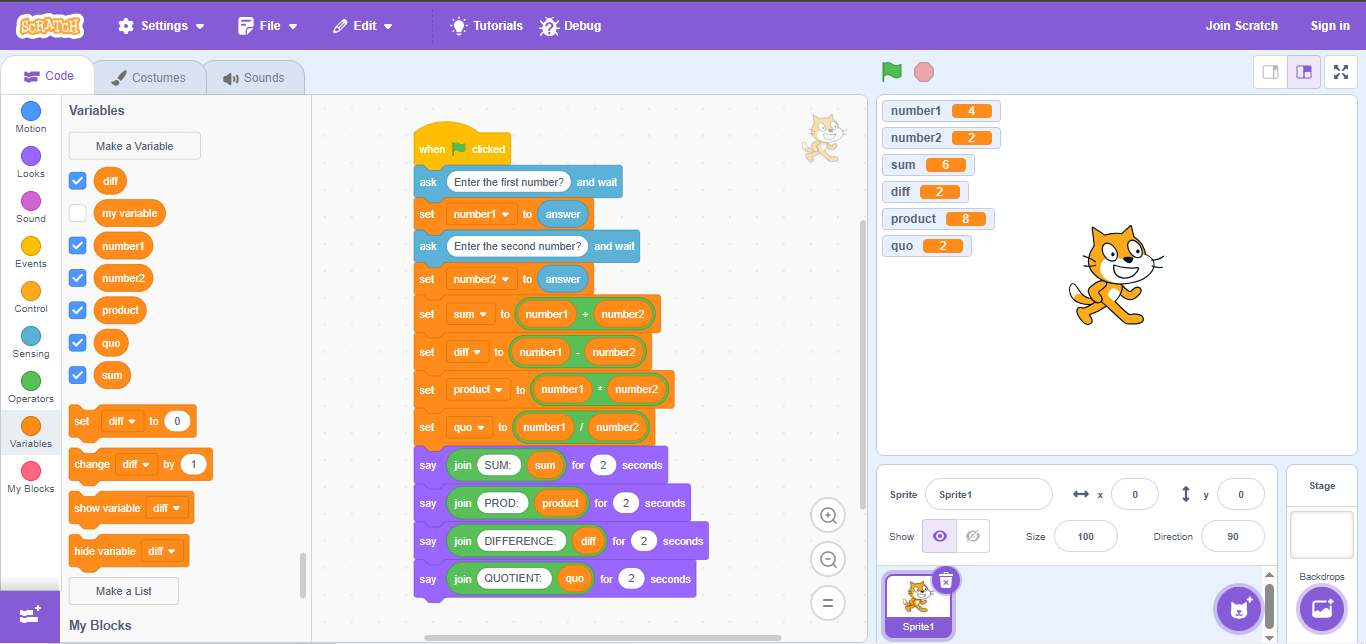 SCRATCH Settings File Edit Tutorials Debug Join Scratch Sign in
Code Costumes Sounds
Motion
Looks
Sound
Events
Control
Sensing
Operators
Variables
My Blocks
Variables
Make a Variable
diff
my variable
number1
number2
product
quo
sum
set diff to 0
change diff by 1
show variable diff
hide variable diff
Make a List
My Blocks
when clicked
ask Enter the first number? and wait
set number1 to answer
ask Enter the second number? and wait
set number2 to answer
set sum to number1 + number2
set diff to number1 - number2
set product to number1 * number2
set quo to number1 / number2
say join SUM: sum for 2 seconds
say join PROD: product for 2 seconds
say join DIFFERENCE: diff for 2 seconds
say join QUOTIENT: quo for 2 seconds
number1 4
number2 2
sum 6
diff 2
product 8
quo 2
Sprite Sprite1 x 0 y 0
Show Size 100 Direction 90
Sprite1
Stage
Backdrops